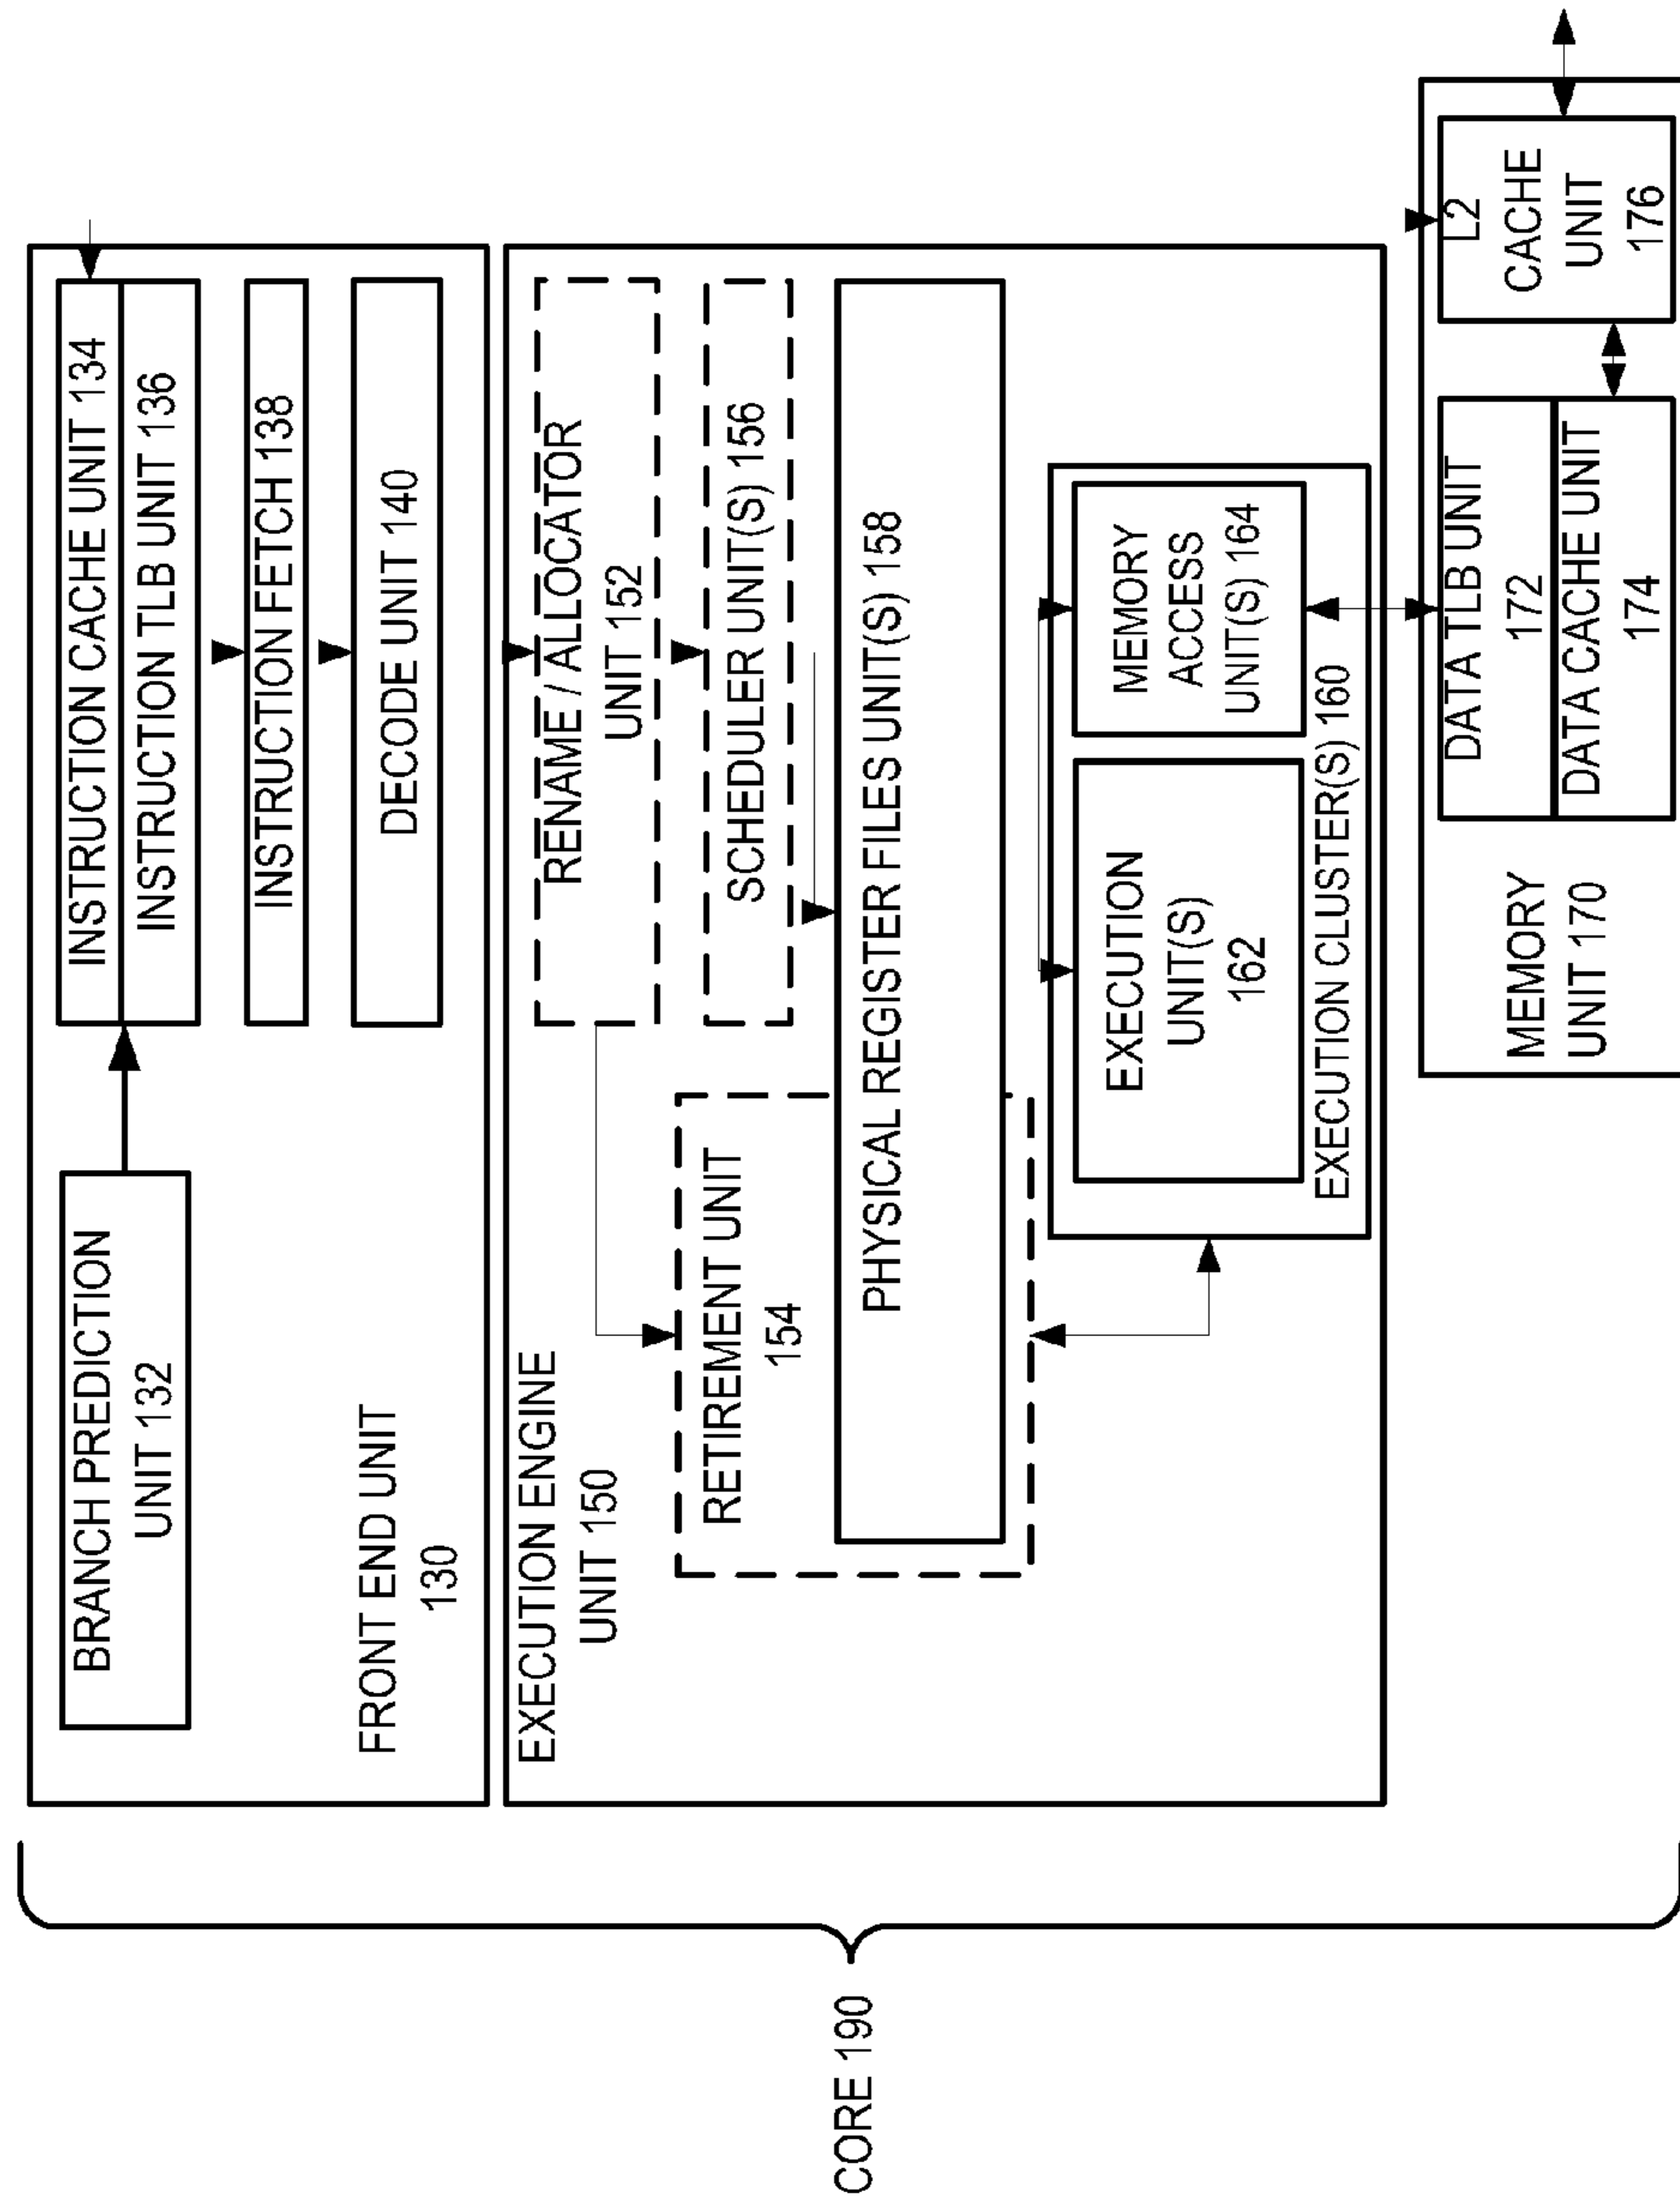 BRANCH PREDICTION
UNIT 132
INSTRUCTION CACHE UNIT 134
INSTRUCTION TLB UNIT 136
INSTRUCTION FETCH 138
DECODE UNIT 140
FRONT END UNIT
130
EXECUTION ENGINE
UNIT 150
RENAME / ALLOCATOR
UNIT 152
RETIREMENT UNIT
154
SCHEDULER UNIT(S) 156
PHYSICAL REGISTER FILES UNIT(S) 158
EXECUTION
UNIT(S)
162
MEMORY
ACCESS
UNIT(S) 164
EXECUTION CLUSTER(S) 160
CORE 190
MEMORY
UNIT 170
DATA TLB UNIT
172
DATA CACHE UNIT
174
L2
CACHE
UNIT
176